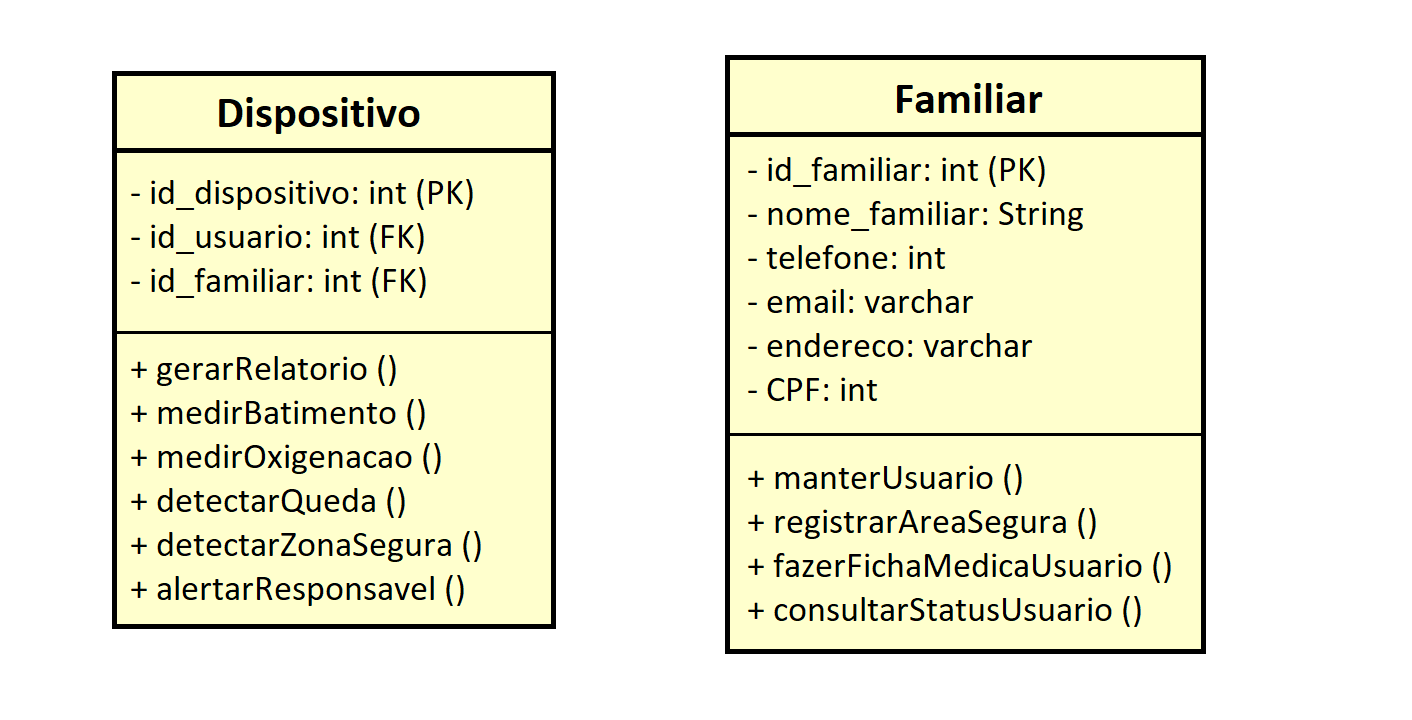 Dispositivo
- id_dispositivo: int (PK)
- id_usuario: int (FK)
- id_familiar: int (FK)
+ gerarRelatorio ()
+ medirBatimento ()
+ medirOxigenacao ()
+ detectarQueda ()
+ detectarZonaSegura ()
+ alertarResponsavel ()
Familiar
- id_familiar: int (PK)
- nome_familiar: String
- telefone: int
- email: varchar
- endereco: varchar
- CPF: int
+ manterUsuario ()
+ registrarAreaSegura ()
+ fazerFichaMedicaUsuario ()
+ consultarStatusUsuario ()